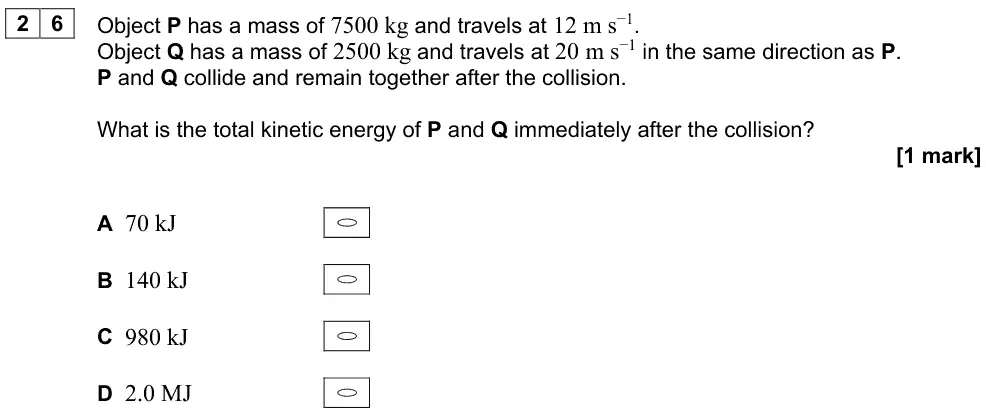 2 6 Object P has a mass of 7500 kg and travels at 12 m s⁻¹.
Object Q has a mass of 2500 kg and travels at 20 m s⁻¹ in the same direction as P.
P and Q collide and remain together after the collision.
What is the total kinetic energy of P and Q immediately after the collision?
[1 mark]
A 70 kJ
B 140 kJ
C 980 kJ
D 2.0 MJ